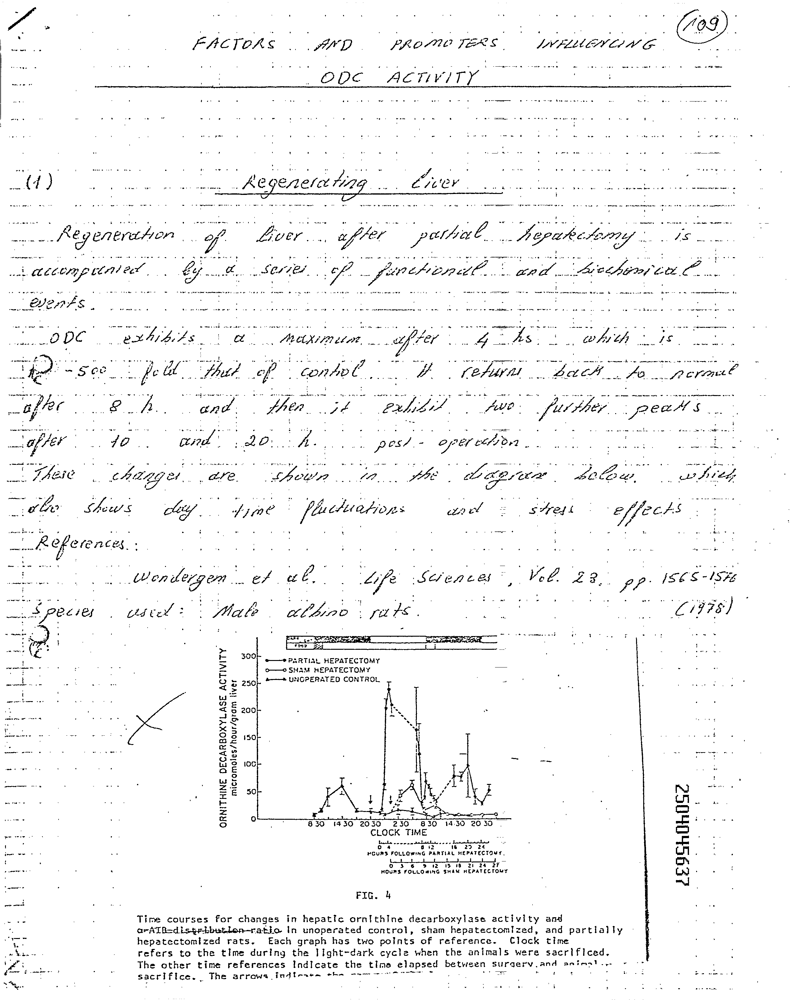 109
FACTORS AND PROMOTERS INFLUENCING
ODC ACTIVITY
(1) Regenerating Liver
Regeneration of liver after partial hepatectomy is
accompanied by a series of functional and biochemical
events.
ODC exhibits a maximum after 4 hs which is
-500 fold that of control. It returns back to normal
after 8 h. and then it exhibit two further peaks
after 10 and 20 h. post-operation.
These changes are shown in the diagram below, which
also shows day time fluctuations and stress effects
References:
Wondergem et al. Life Sciences, Vol. 23, pp. 1565-1576
Species used: Male albino rats. (1978)
PARTIAL HEPATECTOMY
SHAM HEPATECTOMY
UNOPERATED CONTROL
ORNITHINE DECARBOXYLASE ACTIVITY
micromoles/hour/gram liver
300
250
200
150
100
50
0
8 30 14 30 20 30 2 30 8 30 14 30 20 30
CLOCK TIME
0 4 8 12 16 20 24
HOURS FOLLOWING PARTIAL HEPATECTOMY
0 3 6 9 12 15 18 21 24 27
HOURS FOLLOWING SHAM HEPATECTOMY
2504045637
FIG. 4
Time courses for changes in hepatic ornithine decarboxylase activity and
α-AIB distribution ratio in unoperated control, sham hepatectomized, and partially
hepatectomized rats. Each graph has two points of reference. Clock time
refers to the time during the light-dark cycle when the animals were sacrificed.
The other time references indicate the time elapsed between surgery and animal
sacrifice. The arrows indicate the